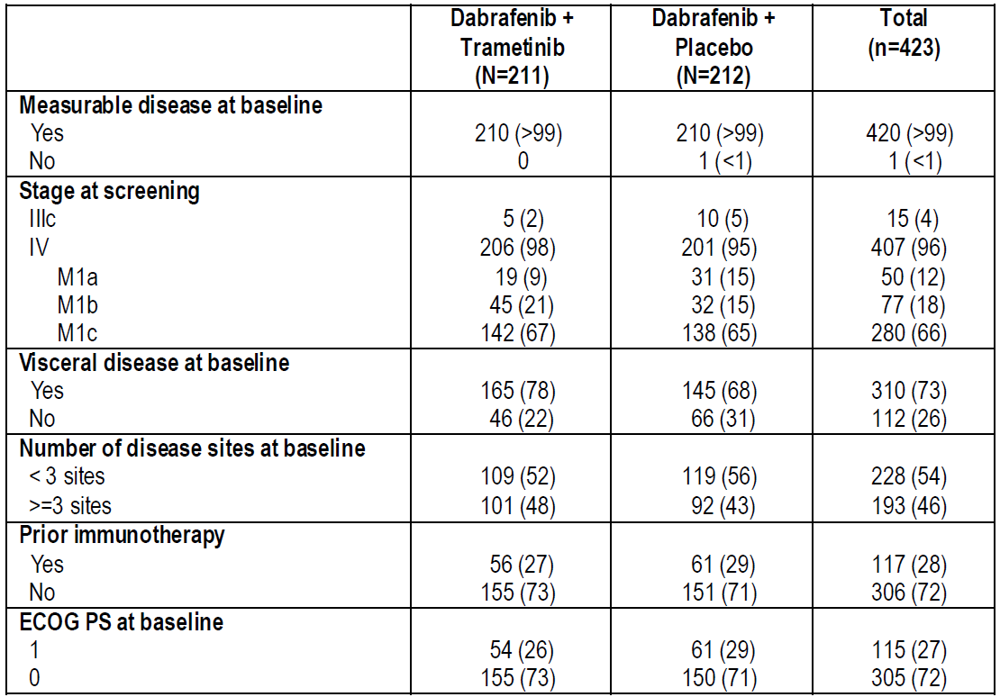 Dabrafenib + Trametinib (N=211) Dabrafenib + Placebo (N=212) Total (n=423)
Measurable disease at baseline
Yes 210 (>99) 210 (>99) 420 (>99)
No 0 1 (<1) 1 (<1)
Stage at screening
IIIc 5 (2) 10 (5) 15 (4)
IV 206 (98) 201 (95) 407 (96)
M1a 19 (9) 31 (15) 50 (12)
M1b 45 (21) 32 (15) 77 (18)
M1c 142 (67) 138 (65) 280 (66)
Visceral disease at baseline
Yes 165 (78) 145 (68) 310 (73)
No 46 (22) 66 (31) 112 (26)
Number of disease sites at baseline
< 3 sites 109 (52) 119 (56) 228 (54)
>=3 sites 101 (48) 92 (43) 193 (46)
Prior immunotherapy
Yes 56 (27) 61 (29) 117 (28)
No 155 (73) 151 (71) 306 (72)
ECOG PS at baseline
1 54 (26) 61 (29) 115 (27)
0 155 (73) 150 (71) 305 (72)